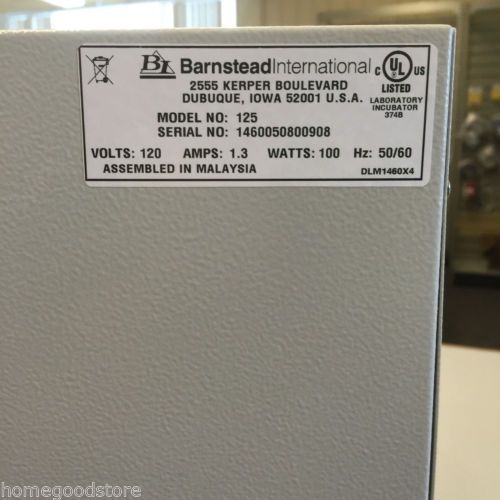 BI BarnsteadInternational
2555 KERPER BOULEVARD
DUBUQUE, IOWA 52001 U.S.A.
C UL US
LISTED
LABORATORY
INCUBATOR
374B
MODEL NO: 125
SERIAL NO: 1460050800908
VOLTS: 120 AMPS: 1.3 WATTS: 100 Hz: 50/60
ASSEMBLED IN MALAYSIA
DLM1460X4
homegoodstore